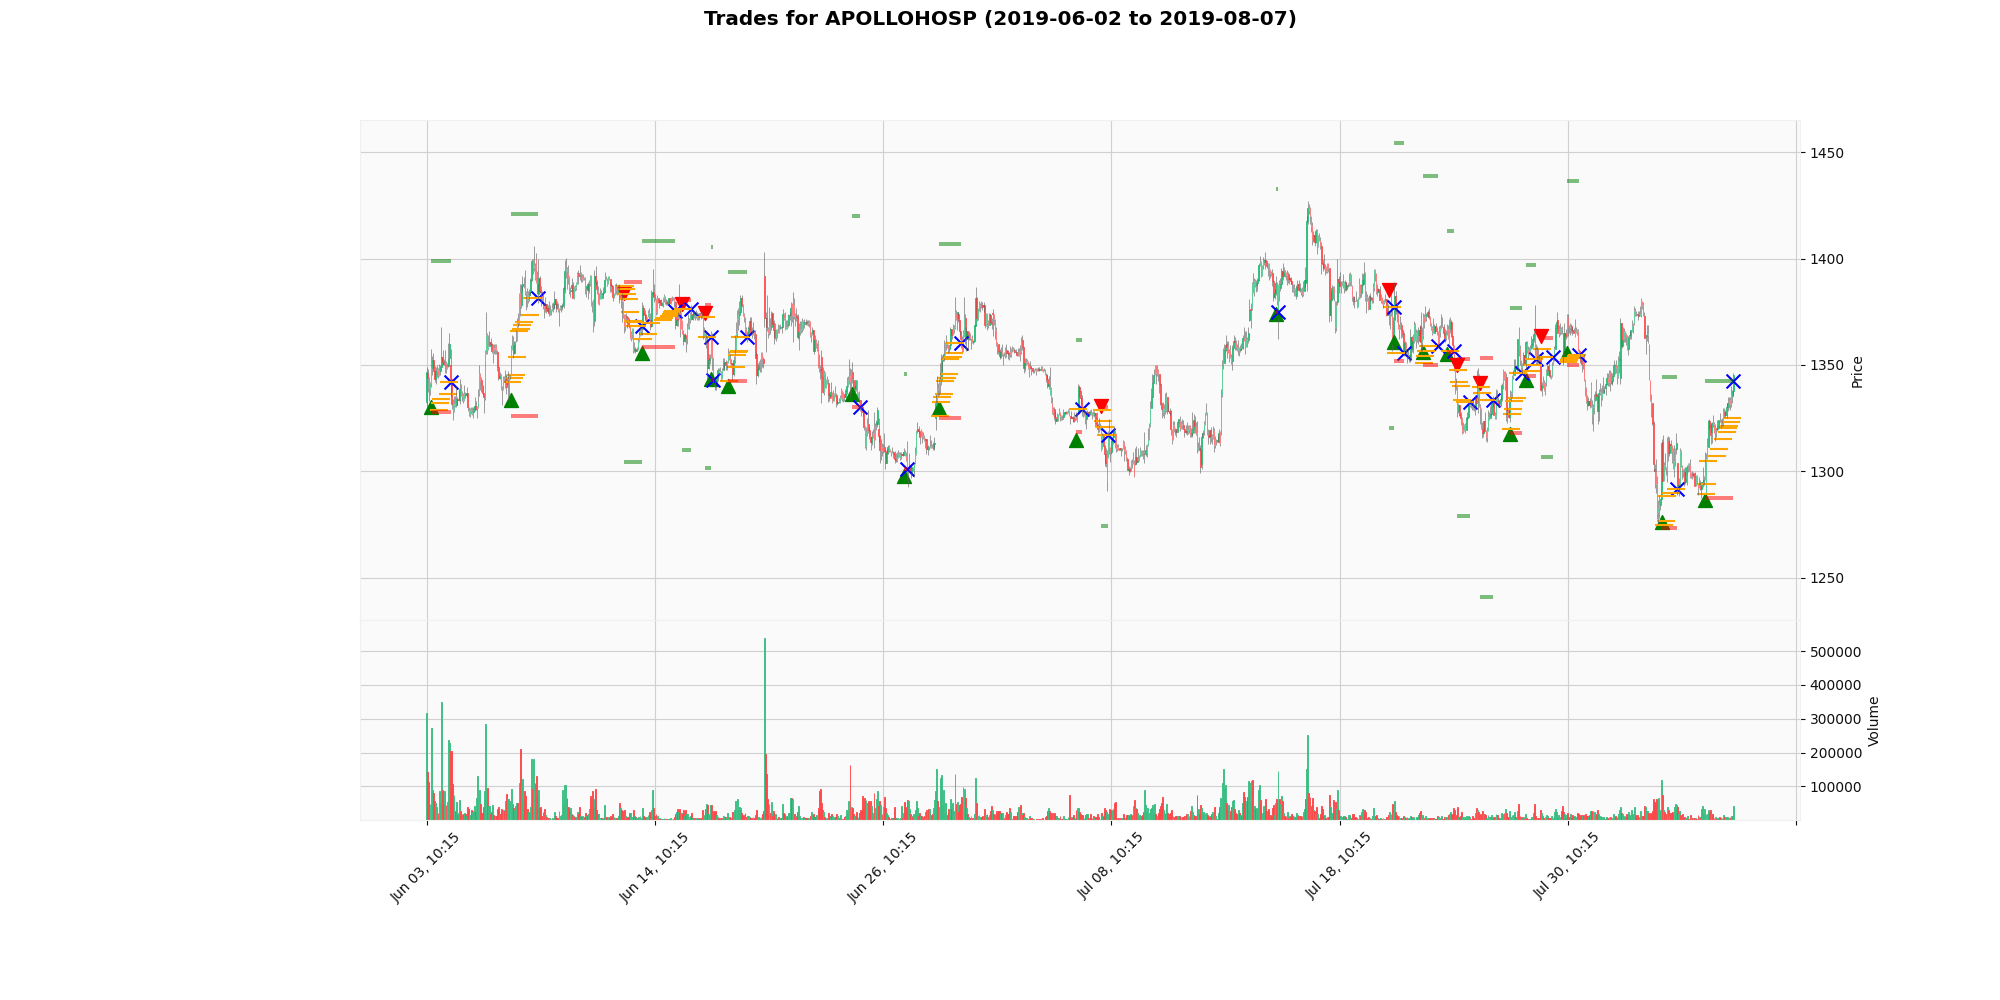 Trades for APOLLOHOSP (2019-06-02 to 2019-08-07)
1450
1400
1350
1300
1250
Price
500000
400000
300000
200000
100000
Volume
Jun 03, 10:15
Jun 14, 10:15
Jun 26, 10:15
Jul 08, 10:15
Jul 18, 10:15
Jul 30, 10:15